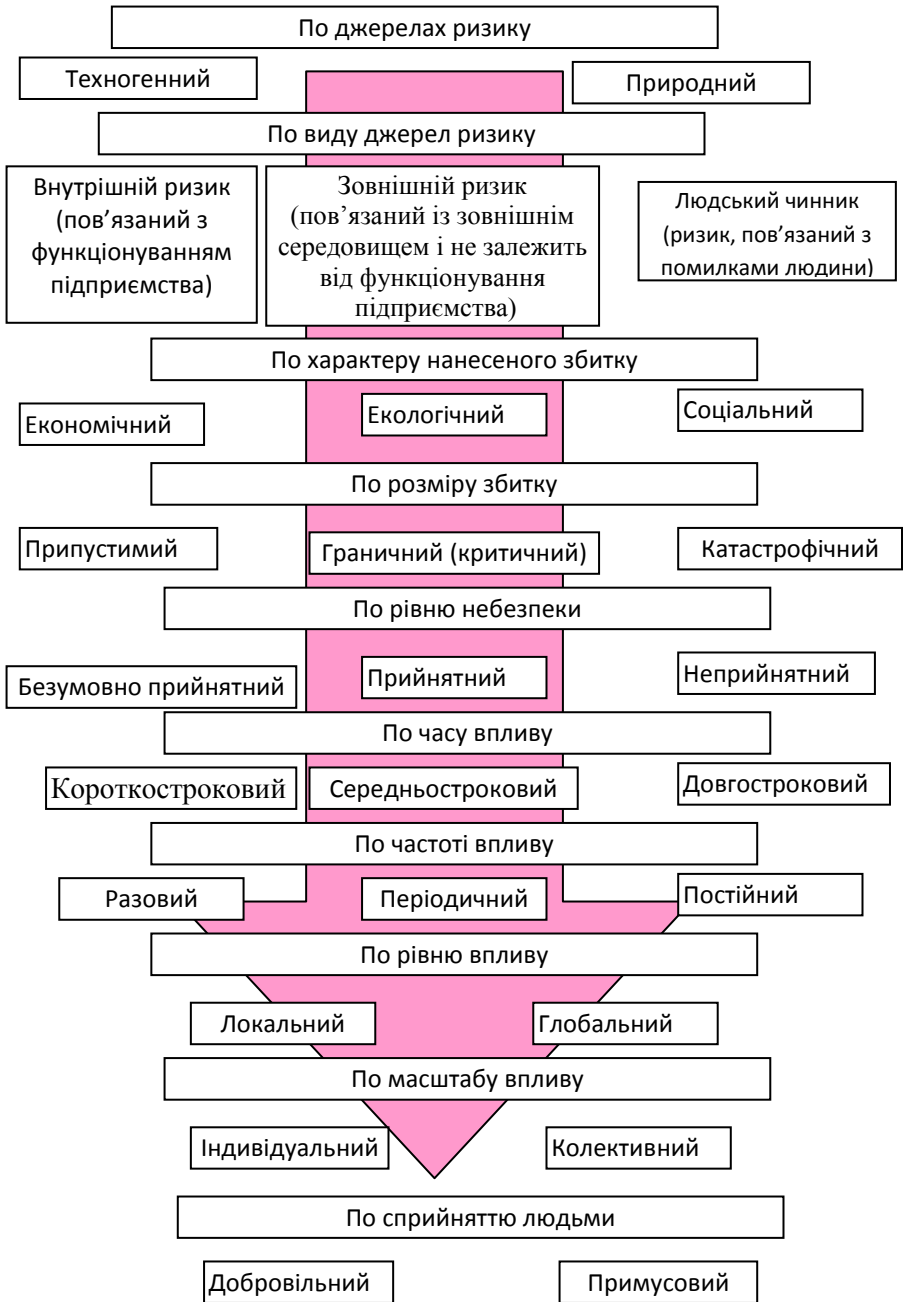 По джерелах ризику
Техногенний
Природний
По виду джерел ризику
Внутрішній ризик
(пов’язаний з
функціонуванням
підприємства)
Зовнішній ризик
(пов’язаний із зовнішнім
середовищем і не залежить
від функціонування
підприємства)
Людський чинник
(ризик, пов’язаний з
помилками людини)
По характеру нанесеного збитку
Економічний
Екологічний
Соціальний
По розміру збитку
Припустимий
Граничний (критичний)
Катастрофічний
По рівню небезпеки
Безумовно прийнятний
Прийнятний
Неприйнятний
По часу впливу
Короткостроковий
Середньостроковий
Довгостроковий
По частоті впливу
Разовий
Періодичний
Постійний
По рівню впливу
Локальний
Глобальний
По масштабу впливу
Індивідуальний
Колективний
По сприйняттю людьми
Добровільний
Примусовий